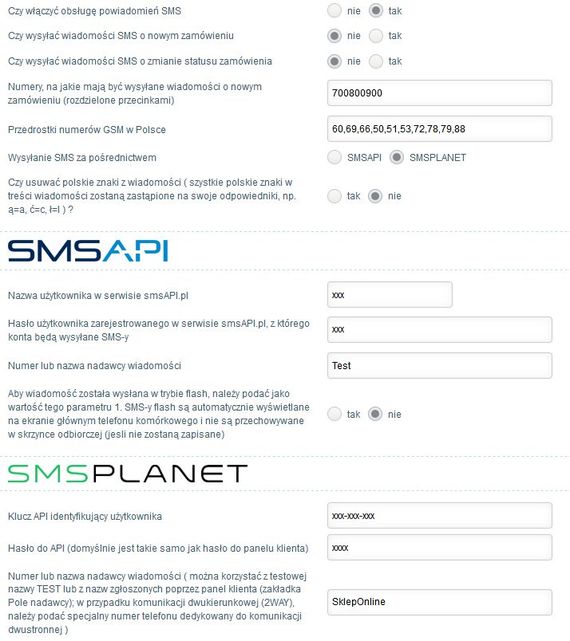 Czy włączyć obsługę powiadomień SMS nie tak
Czy wysyłać wiadomości SMS o nowym zamówieniu nie tak
Czy wysyłać wiadomości SMS o zmianie statusu zamówienia nie tak
Numery, na jakie mają być wysyłane wiadomości o nowym
zamówieniu (rozdzielone przecinkami)
700800900
Przedrostki numerów GSM w Polsce 60,69,66,50,51,53,72,78,79,88
Wysyłanie SMS za pośrednictwem SMSAPI SMSPLANET
Czy usuwać polskie znaki z wiadomości ( szystkie polskie znaki w
treści wiadomości zostaną zastąpione na swoje odpowiedniki, np.
ą=a, ć=c, ł=l ) ?
tak nie
SMSAPI
Nazwa użytkownika w serwisie smsAPI.pl xxx
Hasło użytkownika zarejestrowanego w serwisie smsAPI.pl, z którego
konta będą wysyłane SMS-y
xxx
Numer lub nazwa nadawcy wiadomości Test
Aby wiadomość została wysłana w trybie flash, należy podać jako
wartość tego parametru 1. SMS-y flash są automatycznie wyświetlane
na ekranie głównym telefonu komórkowego i nie są przechowywane
w skrzynce odbiorczej (jesli nie zostaną zapisane)
tak nie
SMSPLANET
Klucz API identyfikujący użytkownika xxx-xxx-xxx
Hasło do API (domyślnie jest takie samo jak hasło do panelu klienta) xxxx
Numer lub nazwa nadawcy wiadomości ( można korzystać z testowej
nazwy TEST lub z nazw zgłoszonych poprzez panel klienta (zakładka
Pole nadawcy); w przypadku komunikacji dwukierunkowej (2WAY),
należy podać specjalny numer telefonu dedykowany do komunikacji
dwustronnej )
SklepOnline